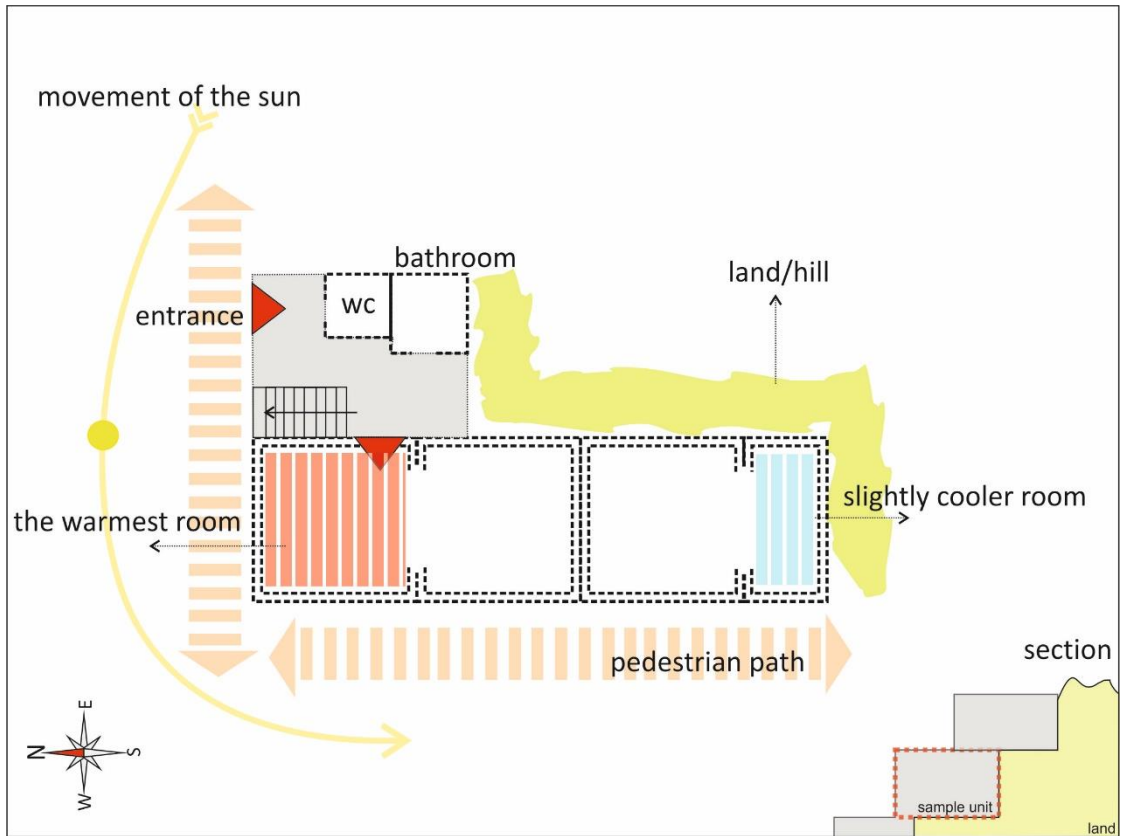 movement of the sun
bathroom
land/hill
wc
entrance
slightly cooler room
the warmest room
pedestrian path
section
E
N
S
W
sample unit
land